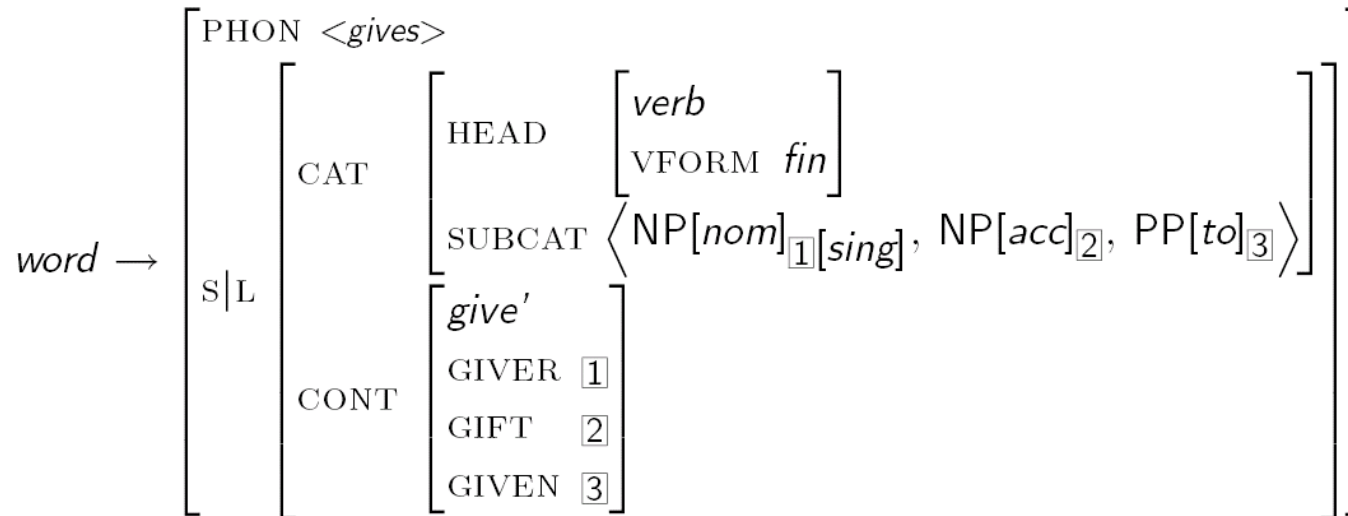 PHON <gives>
verb
HEAD
VFORM fin
CAT
SUBCAT ⟨NP[nom]1[sing], NP[acc]2, PP[to]3⟩
word →
S|L
give'
GIVER 1
CONT
GIFT 2
GIVEN 3